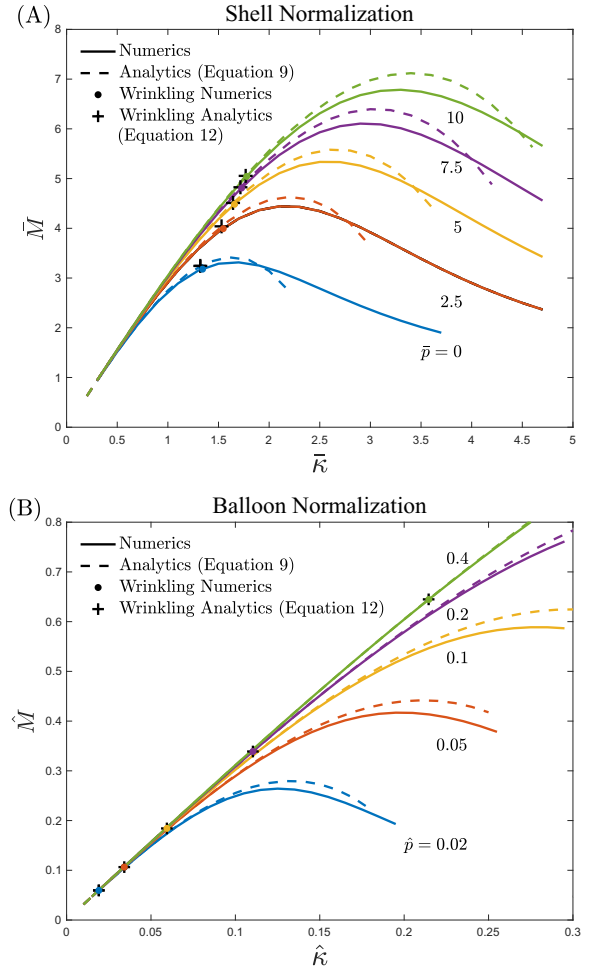 (A)
Shell Normalization
Numerics
Analytics (Equation 9)
Wrinkling Numerics
Wrinkling Analytics
(Equation 12)
8
7
6
5
4
3
2
1
0
M̄
10
7.5
5
2.5
p̄ = 0
0 0.5 1 1.5 2 2.5 3 3.5 4 4.5 5
κ̄
(B)
Balloon Normalization
Numerics
Analytics (Equation 9)
Wrinkling Numerics
Wrinkling Analytics (Equation 12)
0.8
0.7
0.6
0.5
0.4
0.3
0.2
0.1
0
M̂
0.4
0.2
0.1
0.05
p̂ = 0.02
0 0.05 0.1 0.15 0.2 0.25 0.3
κ̂